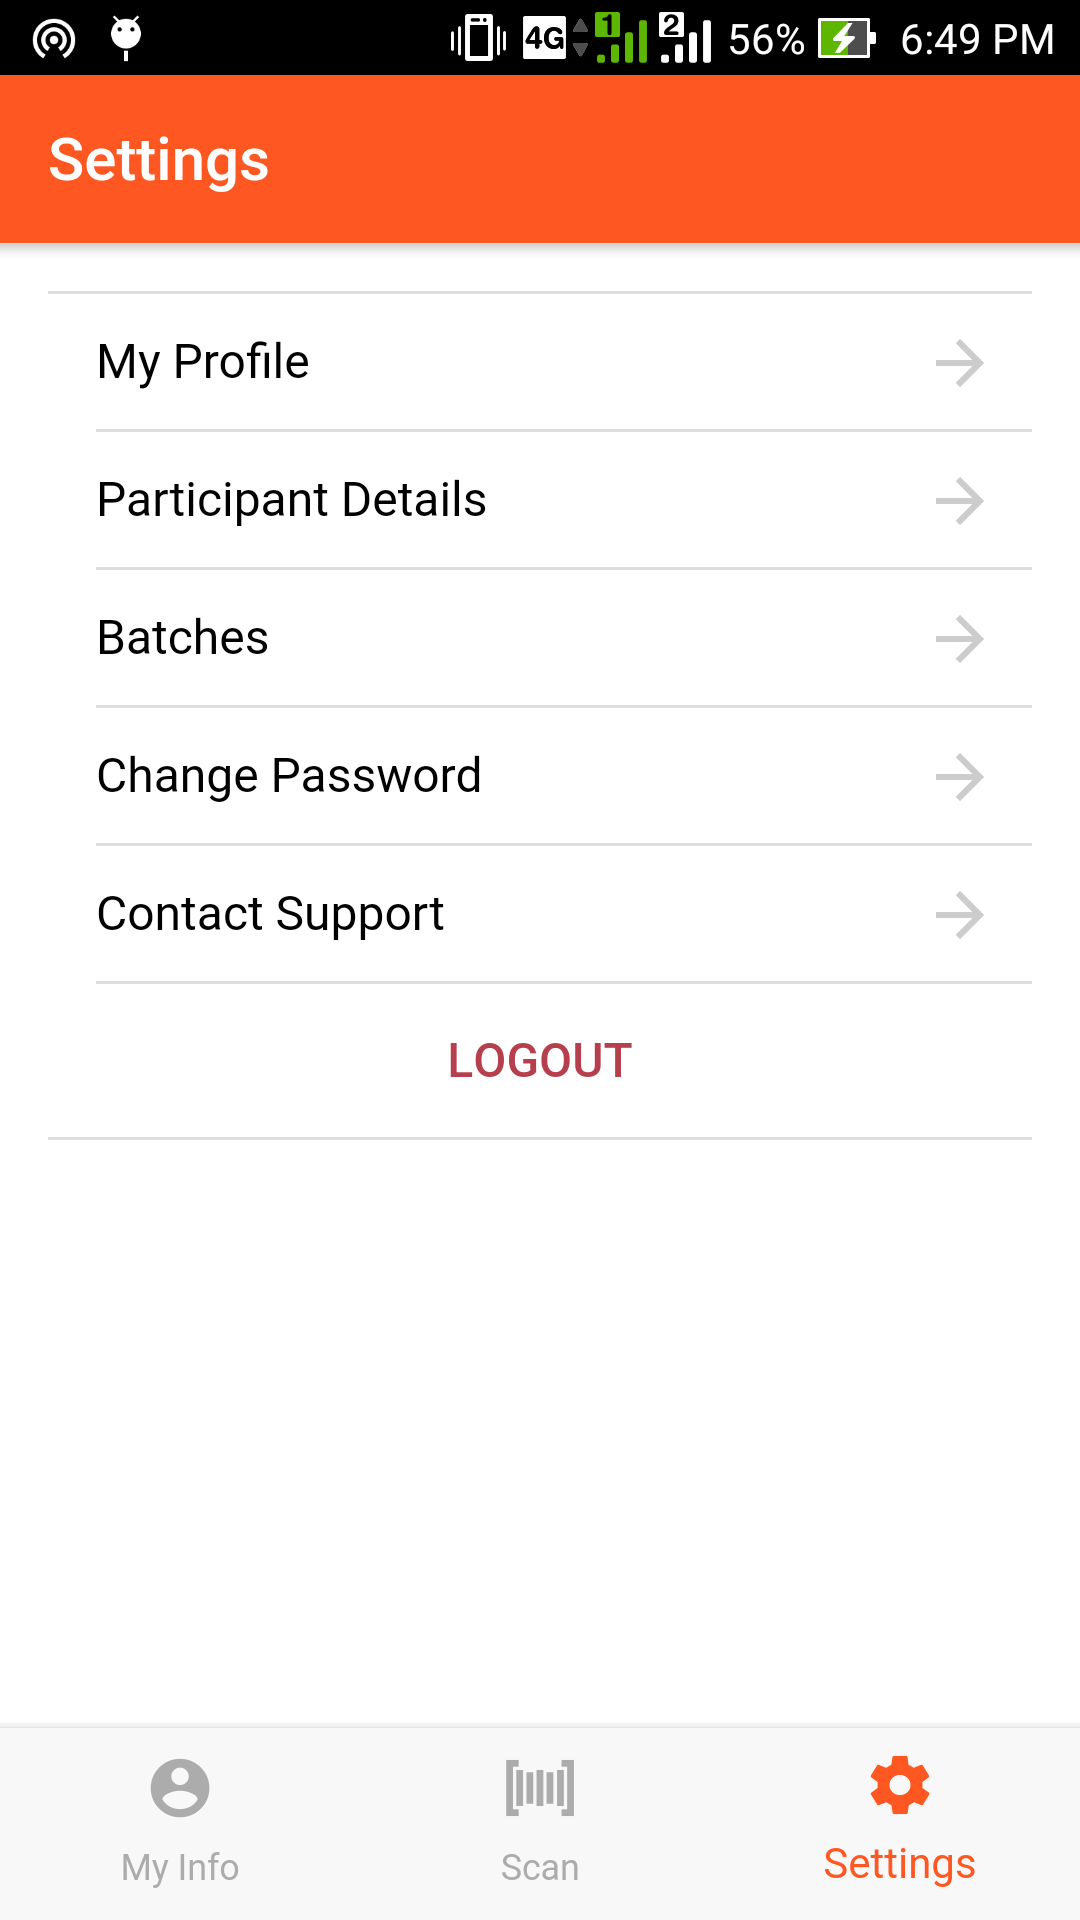 4G 1 2 56% 6:49 PM
Settings
My Profile
Participant Details
Batches
Change Password
Contact Support
LOGOUT
My Info Scan Settings